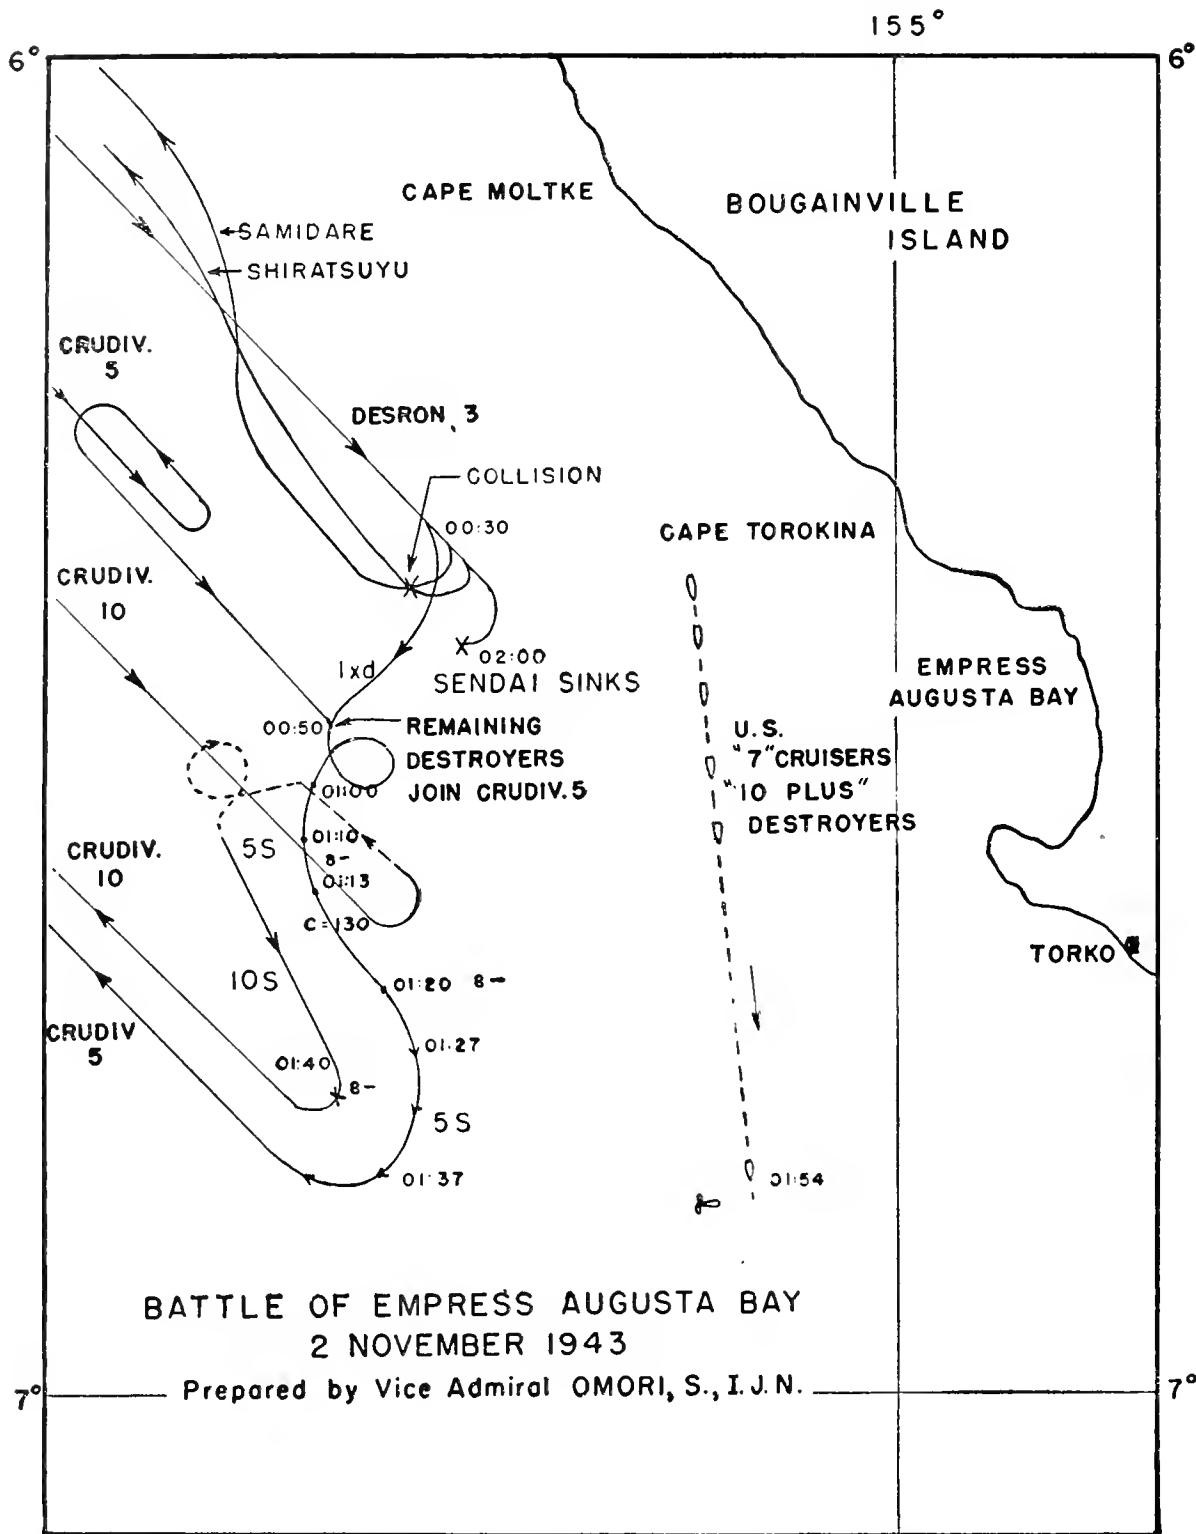 155°
6°
6°
CAPE MOLTKE
BOUGAINVILLE
ISLAND
SAMIDARE
SHIRATSUYU
CRUDIV.
5
DESRON. 3
COLLISION
00:30
CAPE TOROKINA
CRUDIV.
10
02:00
SENDAI SINKS
1xd
EMPRESS
AUGUSTA BAY
00:50
REMAINING
DESTROYERS
JOIN CRUDIV. 5
U.S.
"7" CRUISERS
"10 PLUS"
DESTROYERS
01:00
01:10
8-
01:13
C=130
5S
CRUDIV.
10
TORKO
10S
01:20 8-
CRUDIV
5
01:27
01:40
8-
5S
01:37
01:54
BATTLE OF EMPRESS AUGUSTA BAY
2 NOVEMBER 1943
Prepared by Vice Admiral OMORI, S., I.J.N.
7°
7°